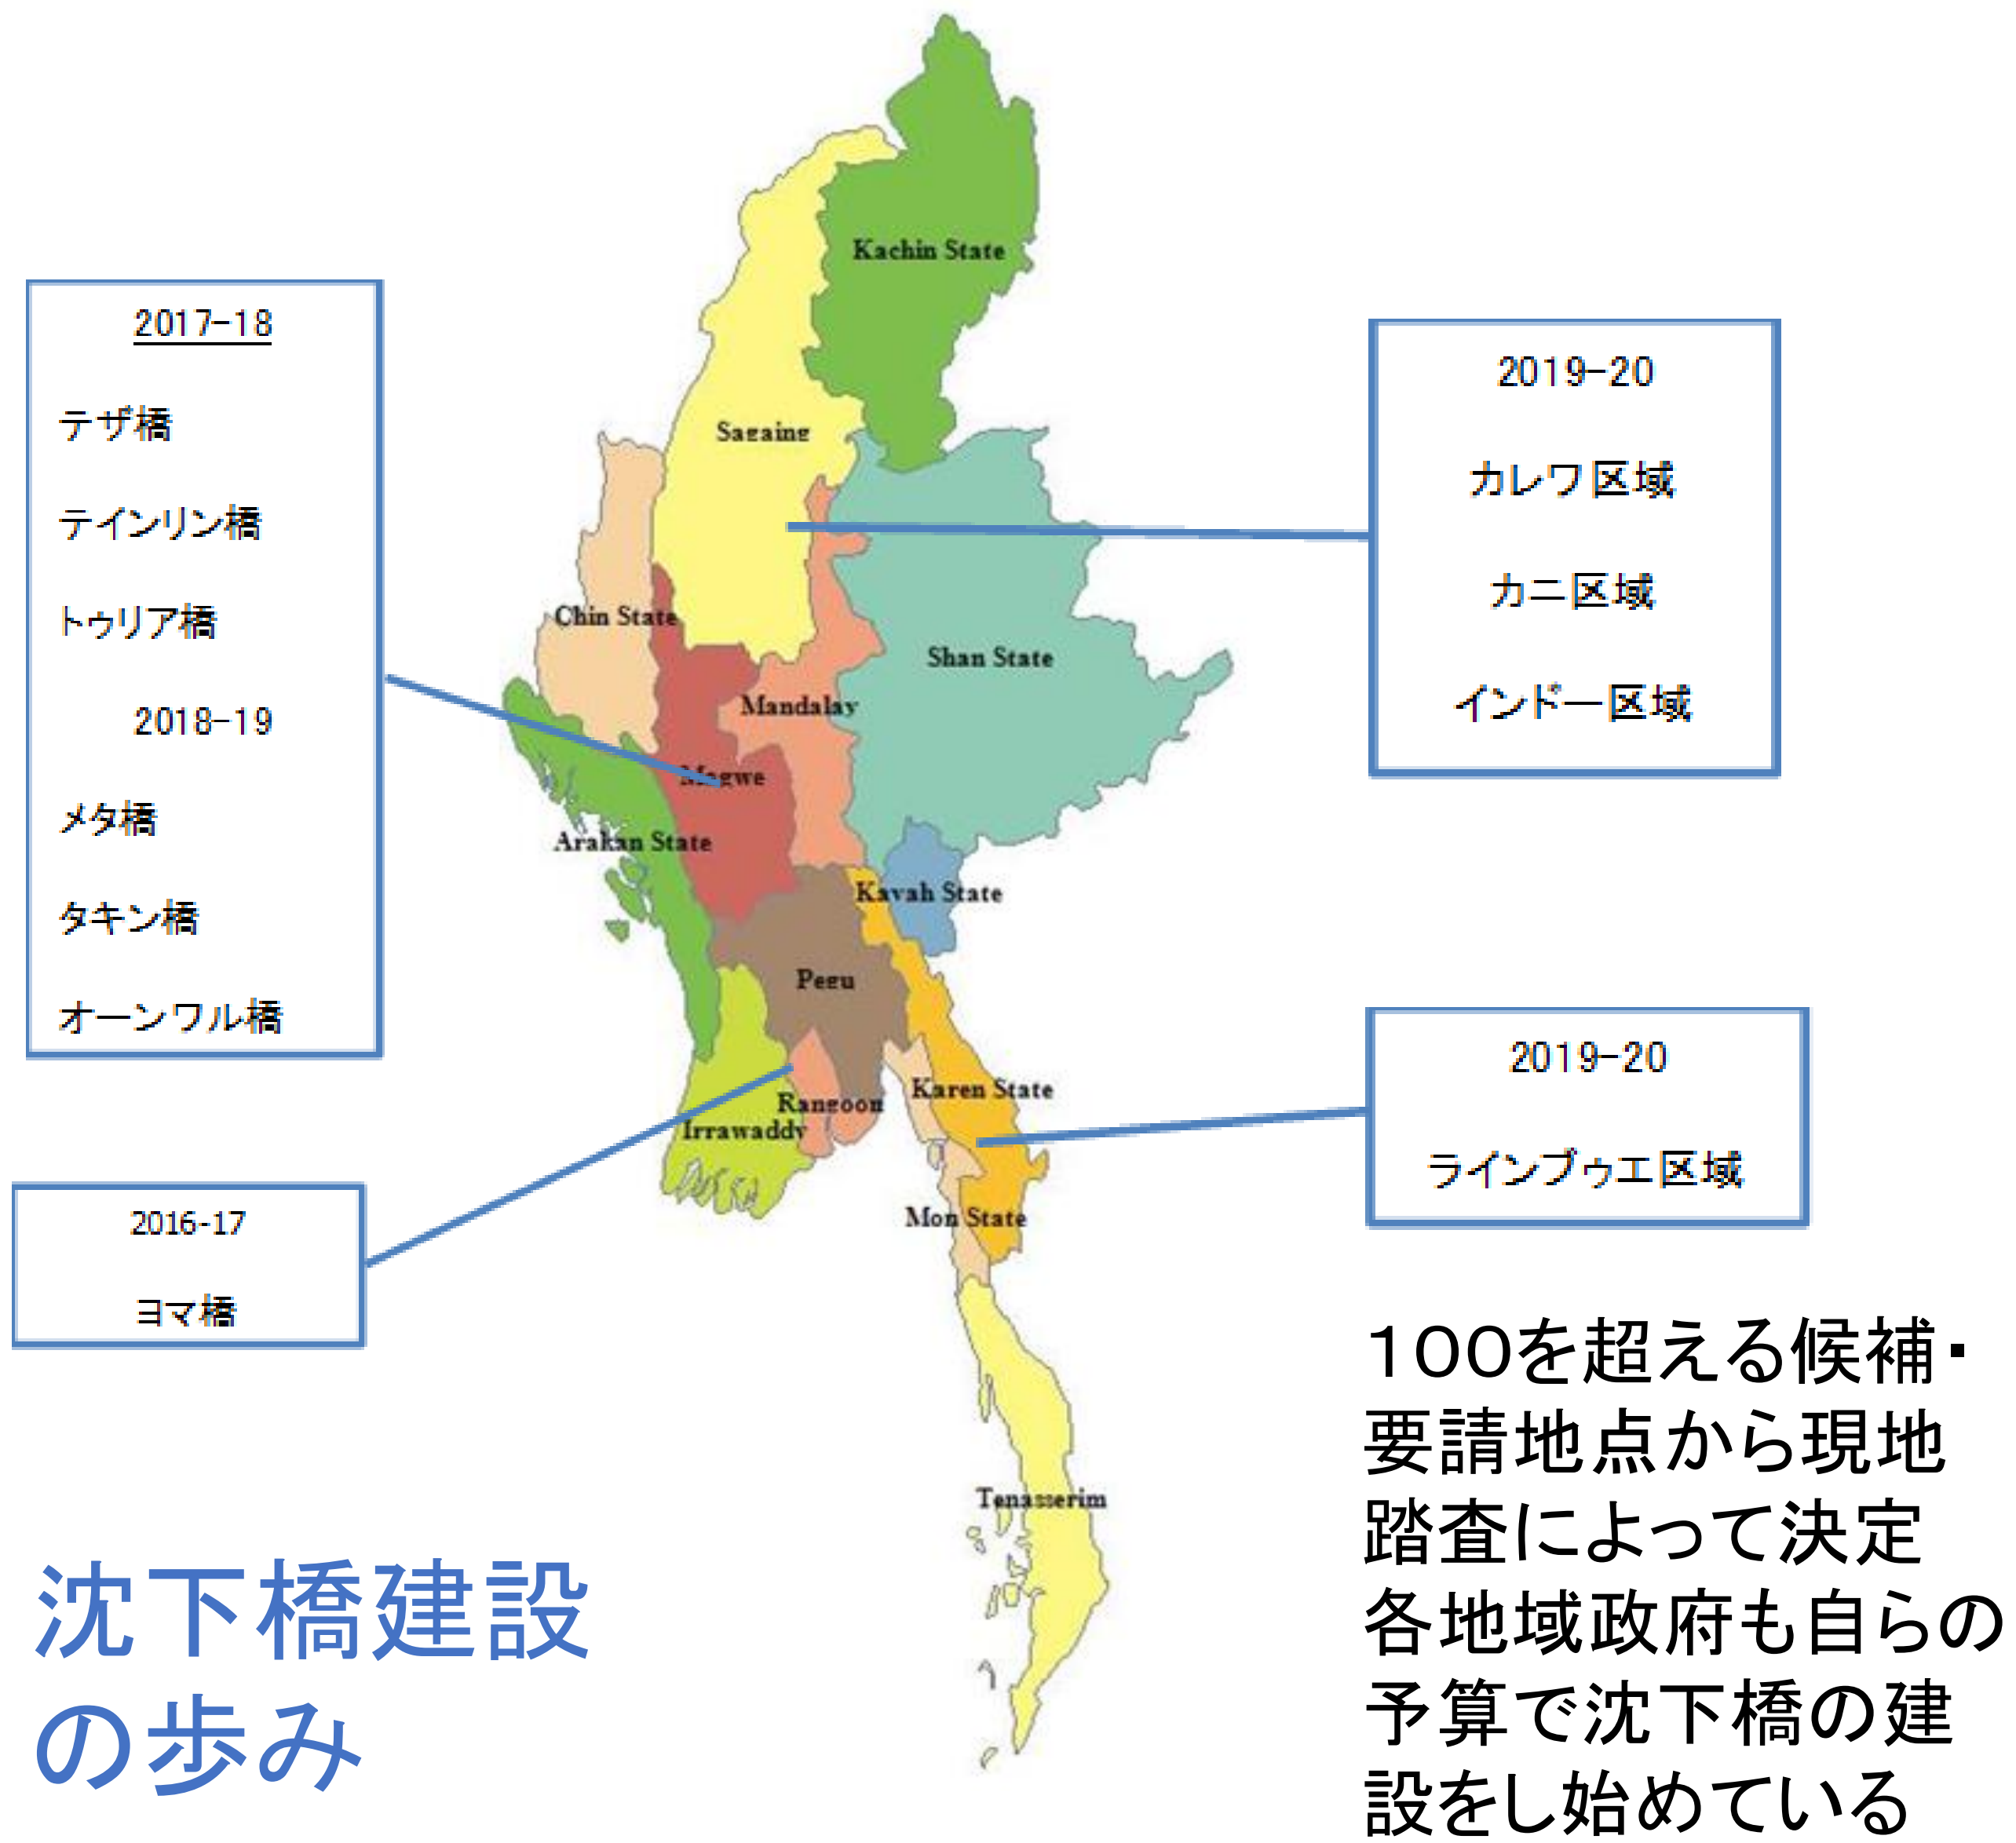 Kachin State
2017-18
テザ橋
テインリン橋
トゥリア橋
2018-19
メタ橋
タキン橋
オーンワル橋
2019-20
カレワ区域
カニ区域
インドー区域
Sagaing
Chin State
Shan State
Mandalay
Magwe
Arakan State
Kayah State
Pegu
Karen State
Rangoon
Irrawaddy
Mon State
Tenasserim
2019-20
ラインブゥエ区域
2016-17
ヨマ橋
沈下橋建設
の歩み
１００を超える候補・
要請地点から現地
踏査によって決定
各地域政府も自らの
予算で沈下橋の建
設をし始めている